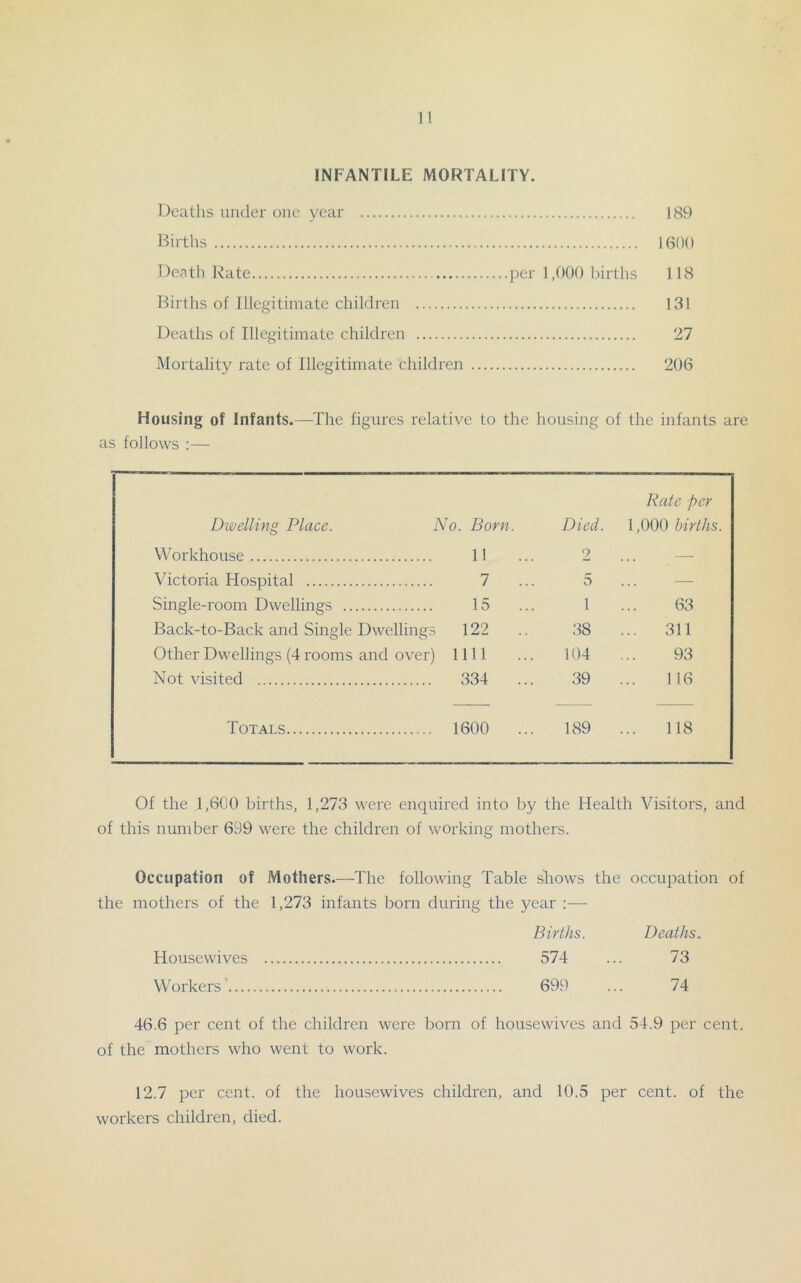 11
INFANTILE MORTALITY.
Deaths under one year ........ 189
Births ........ 1600
Death Rate........per 1,000 births 118
Births of Illegitimate children ........ 131
Deaths of Illegitimate children ........ 27
Mortality rate of Illegitimate children ........ 206
Housing of Infants.—The figures relative to the housing of the infants are
as follows :—
Rate per
Dwelling Place. No. Born. Died. 1,000 births.
Workhouse ........ 11 ... 2 ... —
Victoria Hospital ........ 7 ... 5 ... —
Single-room Dwellings ........ 15 ... 1 ... 63
Back-to-Back and Single Dwellings 122 .. 38 ... 311
Other Dwellings (4 rooms and over) 1111 ... 104 ... 93
Not visited ........ 334 ... 39 ... 116
Totals........ 1600 ... 189 ... 118
Of the 1,600 births, 1,273 were enquired into by the Health Visitors, and
of this number 699 were the children of working mothers.
Occupation of Mothers.—The following Table shows the occupation of
the mothers of the 1,273 infants born during the year :—
Births. Deaths.
Housewives ........ 574 ... 73
Workers'........ 699 ... 74
46.6 per cent of the children were born of housewives and 54.9 per cent.
of the mothers who went to work.
12.7 per cent. of the housewives children, and 10.5 per cent. of the
workers children, died.